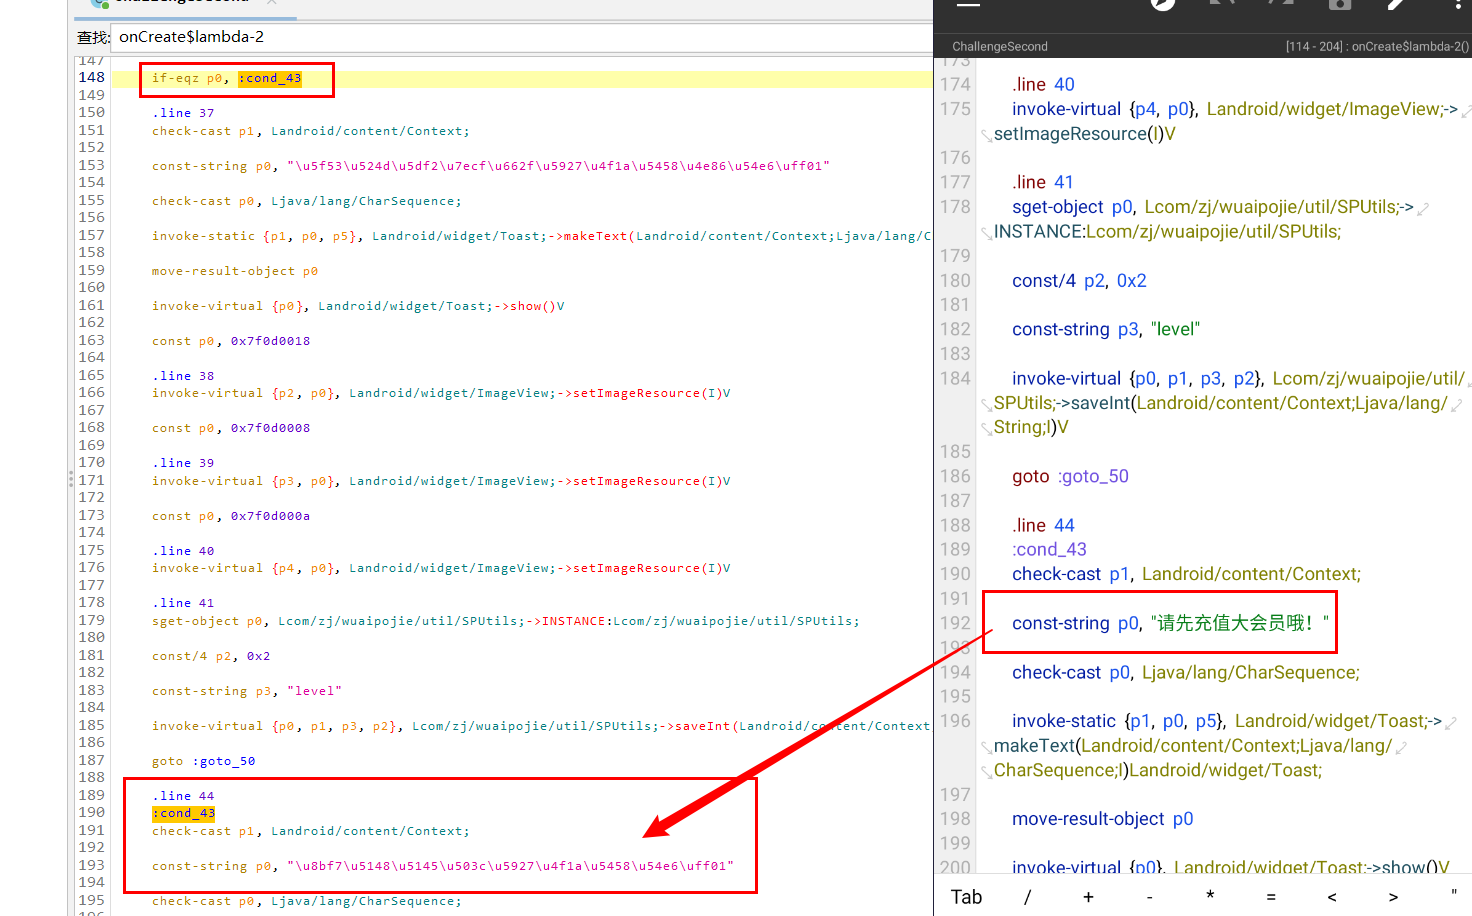 查找: onCreate$lambda-2
147
148 if-eqz p0, :cond_43
149
150 .line 37
151 check-cast p1, Landroid/content/Context;
152
153 const-string p0, "\u5f53\u524d\u5df2\u7ecf\u662f\u5927\u4f1a\u5458\u4e86\u54e6\uff01"
154
155 check-cast p0, Ljava/lang/CharSequence;
156
157 invoke-static {p1, p0, p5}, Landroid/widget/Toast;->makeText(Landroid/content/Context;Ljava/lang/C
158
159 move-result-object p0
160
161 invoke-virtual {p0}, Landroid/widget/Toast;->show()V
162
163 const p0, 0x7f0d0018
164
165 .line 38
166 invoke-virtual {p2, p0}, Landroid/widget/ImageView;->setImageResource(I)V
167
168 const p0, 0x7f0d0008
169
170 .line 39
171 invoke-virtual {p3, p0}, Landroid/widget/ImageView;->setImageResource(I)V
172
173 const p0, 0x7f0d000a
174
175 .line 40
176 invoke-virtual {p4, p0}, Landroid/widget/ImageView;->setImageResource(I)V
177
178 .line 41
179 sget-object p0, Lcom/zj/wuaipojie/util/SPUtils;->INSTANCE:Lcom/zj/wuaipojie/util/SPUtils;
180
181 const/4 p2, 0x2
182
183 const-string p3, "level"
184
185 invoke-virtual {p0, p1, p3, p2}, Lcom/zj/wuaipojie/util/SPUtils;->saveInt(Landroid/content/Context
186
187 goto :goto_50
188
189 .line 44
190 :cond_43
191 check-cast p1, Landroid/content/Context;
192
193 const-string p0, "\u8bf7\u5148\u5145\u503c\u5927\u4f1a\u5458\u54e6\uff01"
194
195 check-cast p0, Ljava/lang/CharSequence;
ChallengeSecond [114 - 204] : onCreate$lambda-2()
173
174 .line 40
175 invoke-virtual {p4, p0}, Landroid/widget/ImageView;->
setImageResource(I)V
176
177 .line 41
178 sget-object p0, Lcom/zj/wuaipojie/util/SPUtils;->
INSTANCE:Lcom/zj/wuaipojie/util/SPUtils;
179
180 const/4 p2, 0x2
181
182 const-string p3, "level"
183
184 invoke-virtual {p0, p1, p3, p2}, Lcom/zj/wuaipojie/util/
SPUtils;->saveInt(Landroid/content/Context;Ljava/lang/
String;I)V
185
186 goto :goto_50
187
188 .line 44
189 :cond_43
190 check-cast p1, Landroid/content/Context;
191
192 const-string p0, "请先充值大会员哦！"
193
194 check-cast p0, Ljava/lang/CharSequence;
195
196 invoke-static {p1, p0, p5}, Landroid/widget/Toast;->
makeText(Landroid/content/Context;Ljava/lang/
CharSequence;I)Landroid/widget/Toast;
197
198 move-result-object p0
199
200 invoke-virtual {p0}, Landroid/widget/Toast;->show()V
Tab / + - * = < > "